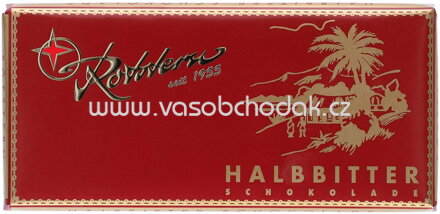 Rotstern
seit 1955
www.vasobchodak.cz
HALBBITTER
SCHOKOLADE